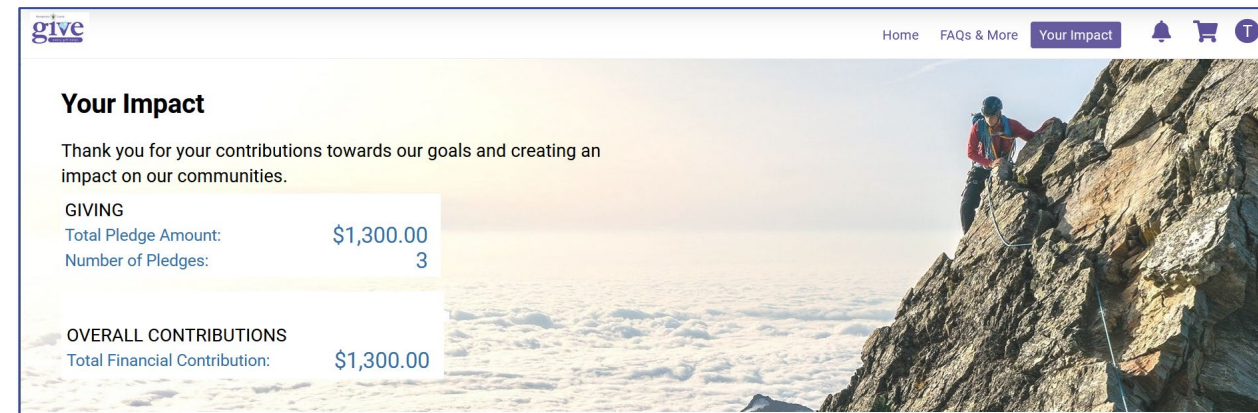 give
Home FAQs & More Your Impact T
Your Impact
Thank you for your contributions towards our goals and creating an
impact on our communities.
GIVING
Total Pledge Amount: $1,300.00
Number of Pledges: 3
OVERALL CONTRIBUTIONS
Total Financial Contribution: $1,300.00